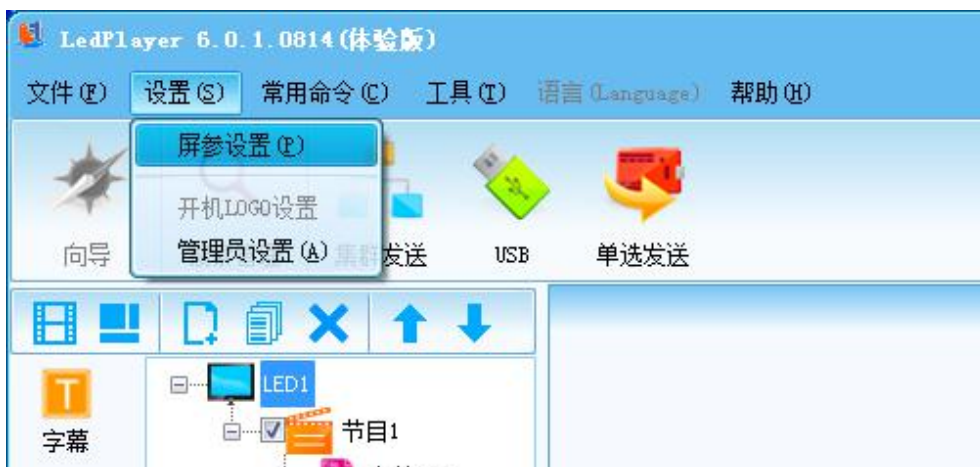 LedPlayer 6.0.1.0814(体验版)
文件(F) 设置(S) 常用命令(C) 工具(T) 语言(Language) 帮助(H)
屏参设置(P)
开机LOGO设置
管理员设置(A)
向导 集群发送 USB 单选发送
LED1
字幕 节目1